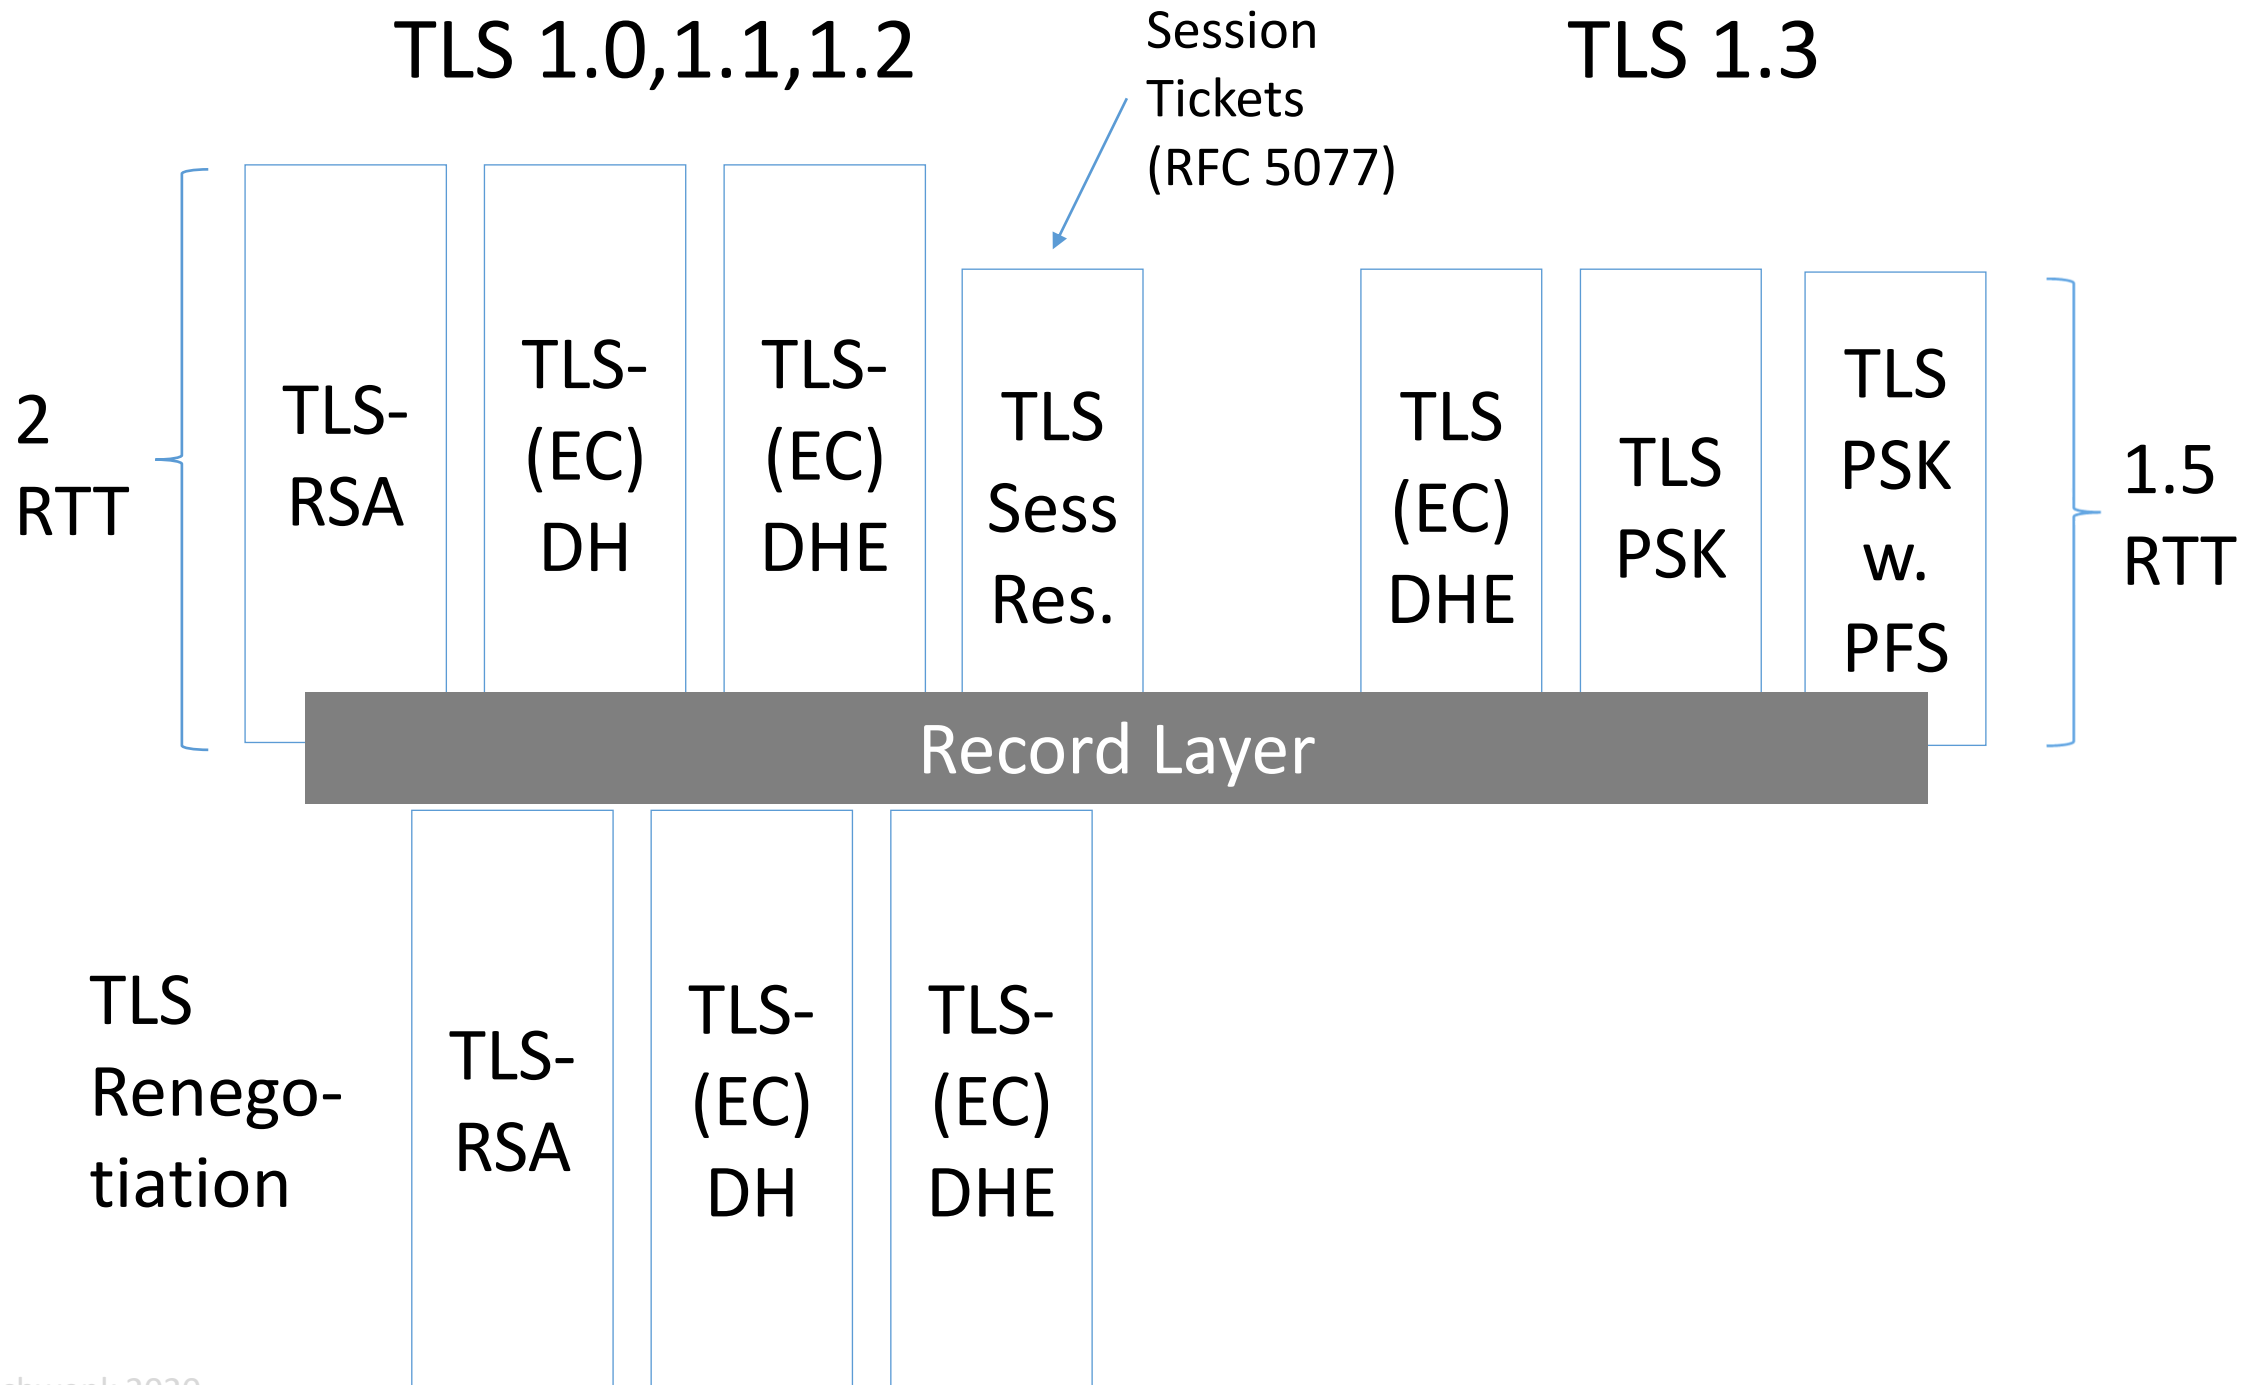 TLS 1.0,1.1,1.2
Session
Tickets
(RFC 5077)
TLS 1.3
2
RTT
TLS-
RSA
TLS-
(EC)
DH
TLS-
(EC)
DHE
TLS
Sess
Res.
TLS
(EC)
DHE
TLS
PSK
TLS
PSK
w.
PFS
1.5
RTT
Record Layer
TLS
Renego-
tiation
TLS-
RSA
TLS-
(EC)
DH
TLS-
(EC)
DHE